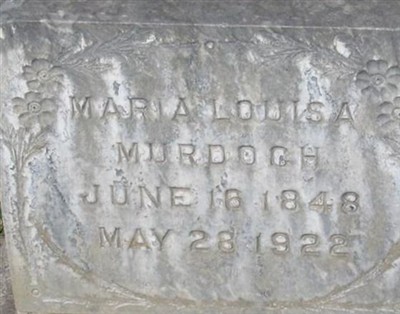 MARIA LOUISA
MURDOCH
JUNE 16 1848
MAY 28 1922